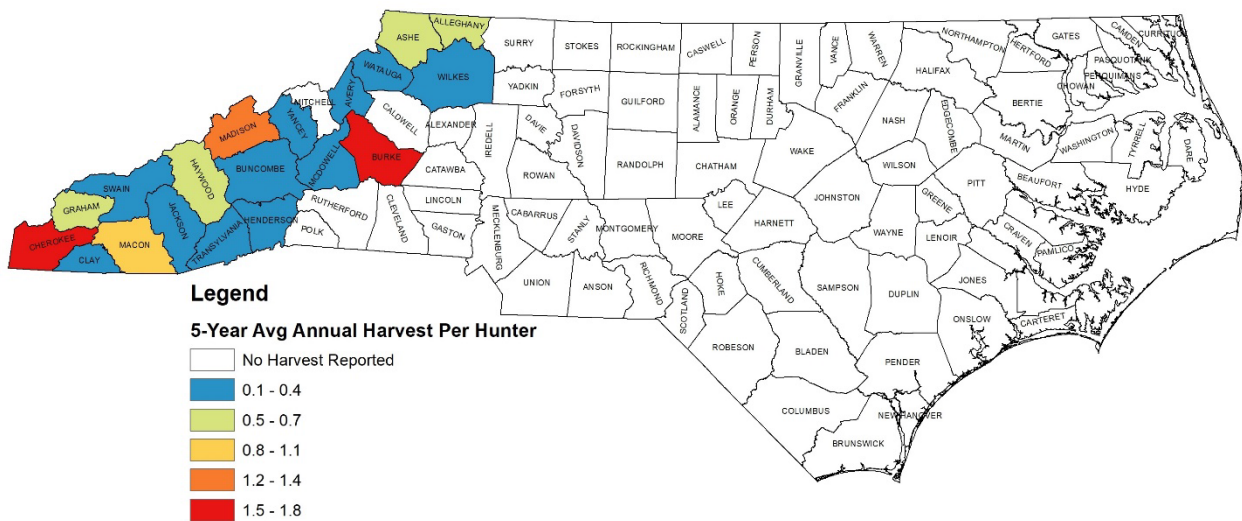 ALLEGHANY
ASHE
SURRY
STOKES
ROCKINGHAM
CASWELL
PERSON
GRANVILLE
VANCE
WARREN
NORTHAMPTON
HERTFORD
GATES
CAMDEN
CURRITUCK
PASQUOTANK
PERQUIMANS
CHOWAN
HALIFAX
BERTIE
WATAUGA
WILKES
YADKIN
FORSYTH
GUILFORD
ALAMANCE
ORANGE
DURHAM
FRANKLIN
NASH
EDGECOMBE
MARTIN
WASHINGTON
TYRRELL
DARE
MITCHELL
AVERY
CALDWELL
ALEXANDER
IREDELL
DAVIE
DAVIDSON
RANDOLPH
CHATHAM
WAKE
WILSON
PITT
BEAUFORT
HYDE
MADISON
YANCEY
MCDOWELL
BURKE
CATAWBA
ROWAN
JOHNSTON
GREENE
HAYWOOD
BUNCOMBE
SWAIN
GRAHAM
JACKSON
TRANSYLVANIA
HENDERSON
POLK
RUTHERFORD
CLEVELAND
LINCOLN
GASTON
MECKLENBURG
CABARRUS
STANLY
MONTGOMERY
MOORE
LEE
HARNETT
WAYNE
LENOIR
CRAVEN
PAMLICO
CHEROKEE
CLAY
MACON
UNION
ANSON
RICHMOND
SCOTLAND
HOKE
CUMBERLAND
SAMPSON
DUPLIN
JONES
ONSLOW
CARTERET
ROBESON
BLADEN
PENDER
COLUMBUS
NEW HANOVER
BRUNSWICK
Legend
5-Year Avg Annual Harvest Per Hunter
No Harvest Reported
0.1 - 0.4
0.5 - 0.7
0.8 - 1.1
1.2 - 1.4
1.5 - 1.8